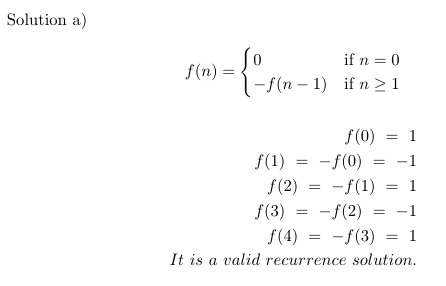 Solution a)
f(n) = { 0 if n = 0
−f(n − 1) if n ≥ 1
f(0) = 1
f(1) = −f(0) = −1
f(2) = −f(1) = 1
f(3) = −f(2) = −1
f(4) = −f(3) = 1
It is a valid recurrence solution.